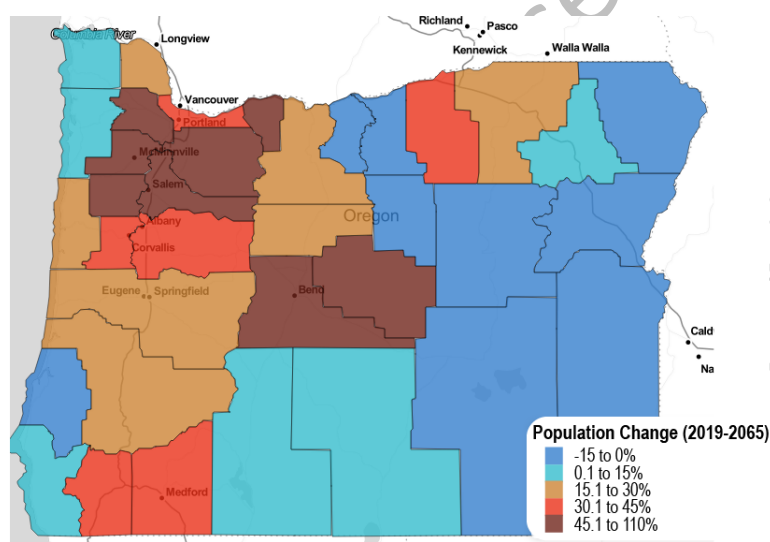 Richland
Pasco
Kennewick
Columbia River
Longview
Walla Walla
Vancouver
Portland
McMinnville
Salem
Albany
Corvallis
Oregon
Eugene
Springfield
Bend
Cald
Na
Medford
Population Change (2019-2065)
-15 to 0%
0.1 to 15%
15.1 to 30%
30.1 to 45%
45.1 to 110%